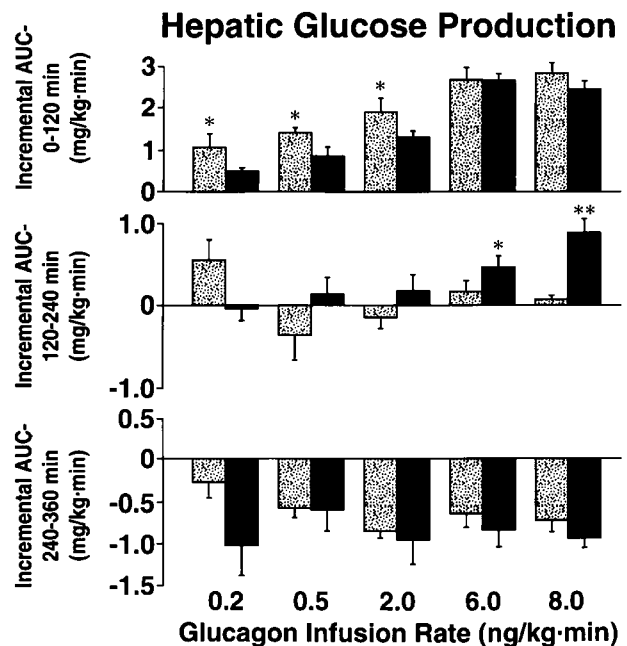 Hepatic Glucose Production
Incremental AUC-
0-120 min
(mg/kg·min)
3
2
1
0
*
*
*
Incremental AUC-
120-240 min
(mg/kg·min)
1.0
0
-1.0
*
**
Incremental AUC-
240-360 min
(mg/kg·min)
0.5
0
-0.5
-1.0
-1.5
0.2 0.5 2.0 6.0 8.0
Glucagon Infusion Rate (ng/kg·min)